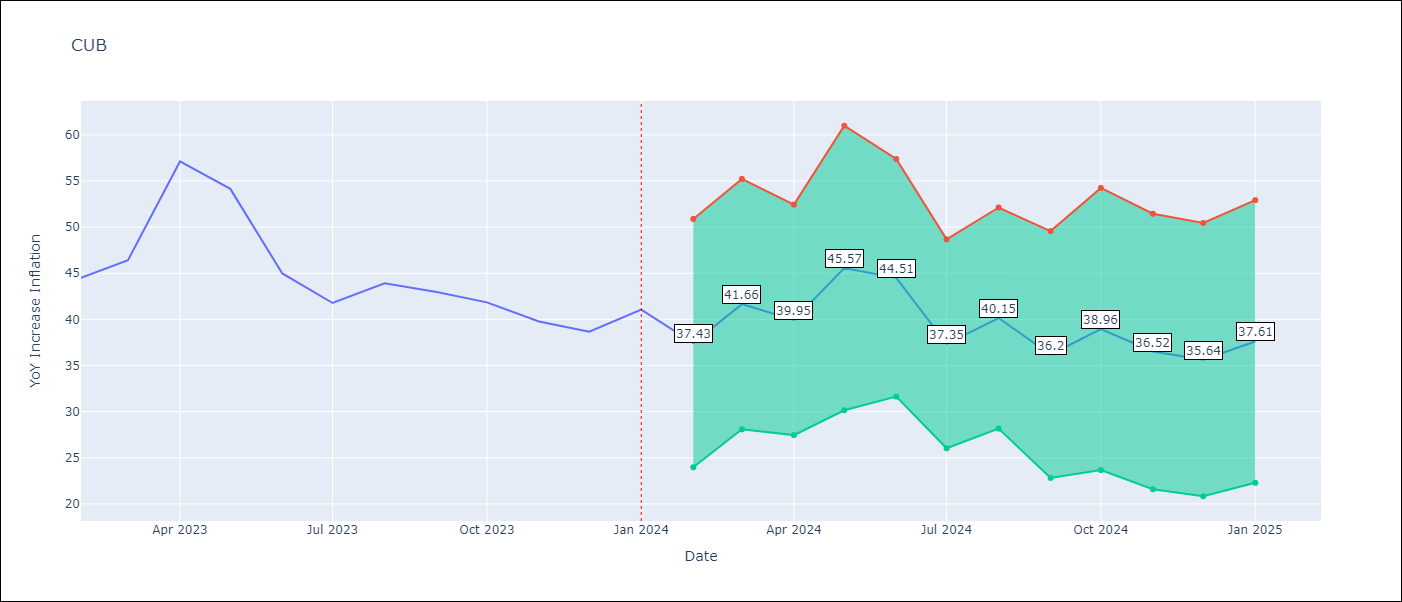 CUB
YoY Increase Inflation
60
55
50
45
40
35
30
25
20
37.43
41.66
39.95
45.57
44.51
37.35
40.15
36.2
38.96
36.52
35.64
37.61
Apr 2023
Jul 2023
Oct 2023
Jan 2024
Apr 2024
Jul 2024
Oct 2024
Jan 2025
Date